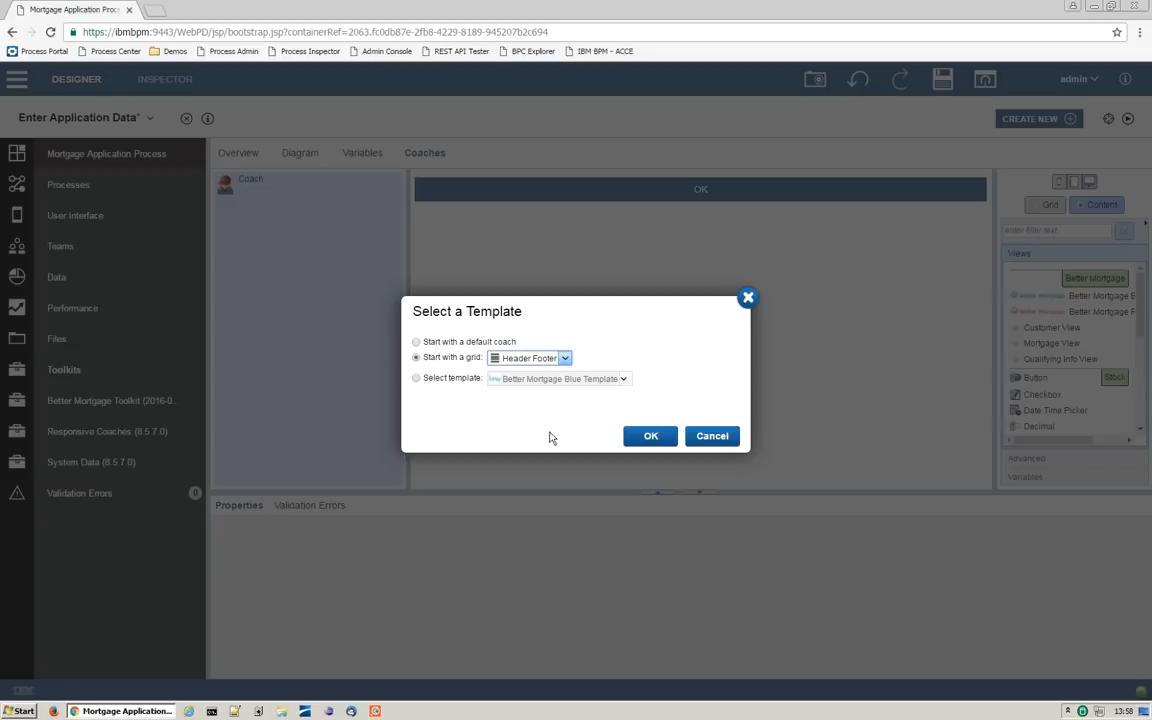 Mortgage Application Proces
https://ibmbpm:9443/WebPD/jsp/bootstrap.jsp?containerRef=2063.fc0db87e-2fb8-4229-8189-945207b2c694
Process Portal Process Center Demos Process Admin Process Inspector Admin Console REST API Tester BPC Explorer IBM BPM - ACCE
DESIGNER INSPECTOR admin
Enter Application Data* CREATE NEW
Mortgage Application Process
Processes
User Interface
Teams
Data
Performance
Files
Toolkits
Better Mortgage Toolkit (2016-0..
Responsive Coaches (8.5.7.0)
System Data (8.5.7.0)
Validation Errors 0
Overview Diagram Variables Coaches
Coach
OK
Grid + Content
enter filter text
Views
Better Mortgage
Better Mortgage B
Better Mortgage F
Customer View
Mortgage View
Qualifying Info View
Button Stock
Checkbox
Date Time Picker
Decimal
Advanced
Variables
Select a Template
Start with a default coach
Start with a grid: Header Footer
Select template: Better Mortgage Blue Template
OK Cancel
Properties Validation Errors
IBM
Start Mortgage Application... 13:58